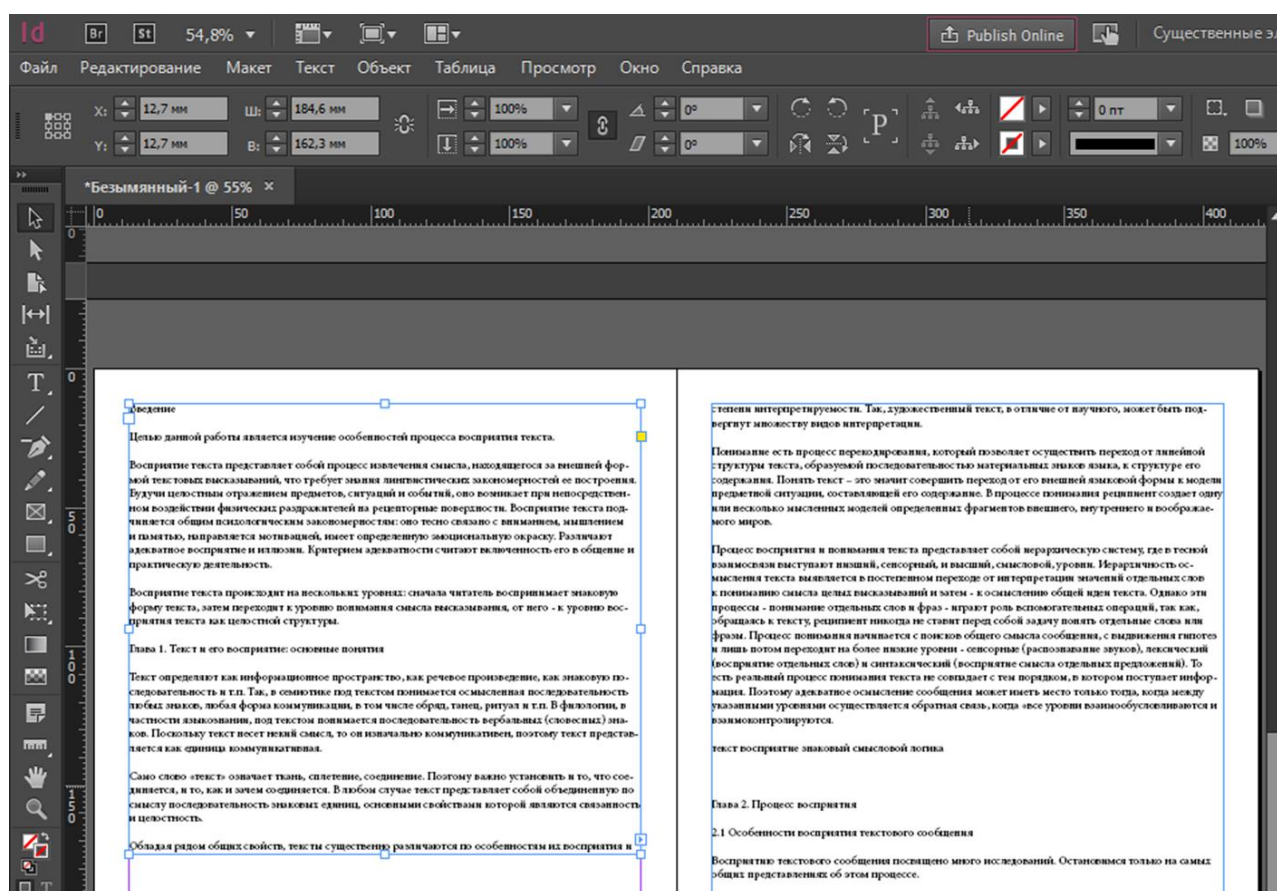 Id Br St 54,8% Publish Online Существенные эл
Файл Редактирование Макет Текст Объект Таблица Просмотр Окно Справка
X: 12,7 мм Ш: 184,6 мм 100% 0° 0 пт
Y: 12,7 мм В: 162,3 мм 100% 0° P 100%
*Безымянный-1 @ 55% ×
0 50 100 150 200 250 300 350 400
0
0
50
100
150
T
T
Введение
Целью данной работы является изучение особенностей процесса восприятия текста.
Восприятие текста представляет собой процесс извлечения смысла, находящегося за внешней фор-
мой текстовых высказываний, что требует знания лингвистических закономерностей ее построения.
Будучи целостным отражением предметов, ситуаций и событий, оно возникает при непосредствен-
ном воздействии физических раздражителей на рецепторные поверхности. Восприятие текста под-
чиняется общим психологическим закономерностям: оно тесно связано с вниманием, мышлением
и памятью, направляется мотивацией, имеет определенную эмоциональную окраску. Различают
адекватное восприятие и иллюзии. Критерием адекватности считают включенность его в общение и
практическую деятельность.
Восприятие текста происходит на нескольких уровнях: сначала читатель воспринимает знаковую
форму текста, затем переходит к уровню понимания смысла высказывания, от него - к уровню вос-
приятия текста как целостной структуры.
Глава 1. Текст и его восприятие: основные понятия
Текст определяют как информационное пространство, как речевое произведение, как знаковую по-
следовательность и т.п. Так, в семиотике под текстом понимается осмысленная последовательность
любых знаков, любая форма коммуникации, в том числе обряд, танец, ритуал и т.п. В филологии, в
частности языкознании, под текстом понимается последовательность вербальных (словесных) зна-
ков. Поскольку текст несет некий смысл, то он изначально коммуникативен, поэтому текст представ-
ляется как единица коммуникативная.
Само слово «текст» означает ткань, сплетение, соединение. Поэтому важно установить и то, что сое-
диняется, и то, как и зачем соединяется. В любом случае текст представляет собой объединенную по
смыслу последовательность знаковых единиц, основными свойствами которой являются связанность
и целостность.
Обладая рядом общих свойств, тексты существенно различаются по особенностям их восприятия и
степени интерпретируемости. Так, художественный текст, в отличие от научного, может быть под-
вергнут множеству видов интерпретации.
Понимание есть процесс перекодирования, который позволяет осуществить переход от линейной
структуры текста, образуемой последовательностью материальных знаков языка, к структуре его
содержания. Понять текст – это значит совершить переход от его внешней языковой формы к модели
предметной ситуации, составляющей его содержание. В процессе понимания реципиент создает одну
или несколько мысленных моделей определенных фрагментов внешнего, внутреннего и воображае-
мого миров.
Процесс восприятия и понимания текста представляет собой иерархическую систему, где в тесной
взаимосвязи выступают низший, сенсорный, и высший, смысловой, уровни. Иерархичность ос-
мысления текста выявляется в постепенном переходе от интерпретации значений отдельных слов
к пониманию смысла целых высказываний и затем - к осмыслению общей идеи текста. Однако эти
процессы - понимание отдельных слов и фраз - играют роль вспомогательных операций, так как,
обращаясь к тексту, реципиент никогда не ставит перед собой задачу понять отдельные слова или
фразы. Процесс понимания начинается с поисков общего смысла сообщения, с выдвижения гипотез
и лишь потом переходит на более низкие уровни - сенсорные (распознавание звуков), лексический
(восприятие отдельных слов) и синтаксический (восприятие смысла отдельных предложений). То
есть реальный процесс понимания текста не совпадает с тем порядком, в котором поступает инфор-
мация. Поэтому адекватное осмысление сообщения может иметь место только тогда, когда между
указанными уровнями осуществляется обратная связь, когда «все уровни взаимообусловливаются и
взаимоконтролируются.
текст восприятие знаковый смысловой логика
Глава 2. Процесс восприятия
2.1 Особенности восприятия текстового сообщения
Восприятию текстового сообщения посвящено много исследований. Остановимся только на самых
общих представлениях об этом процессе.